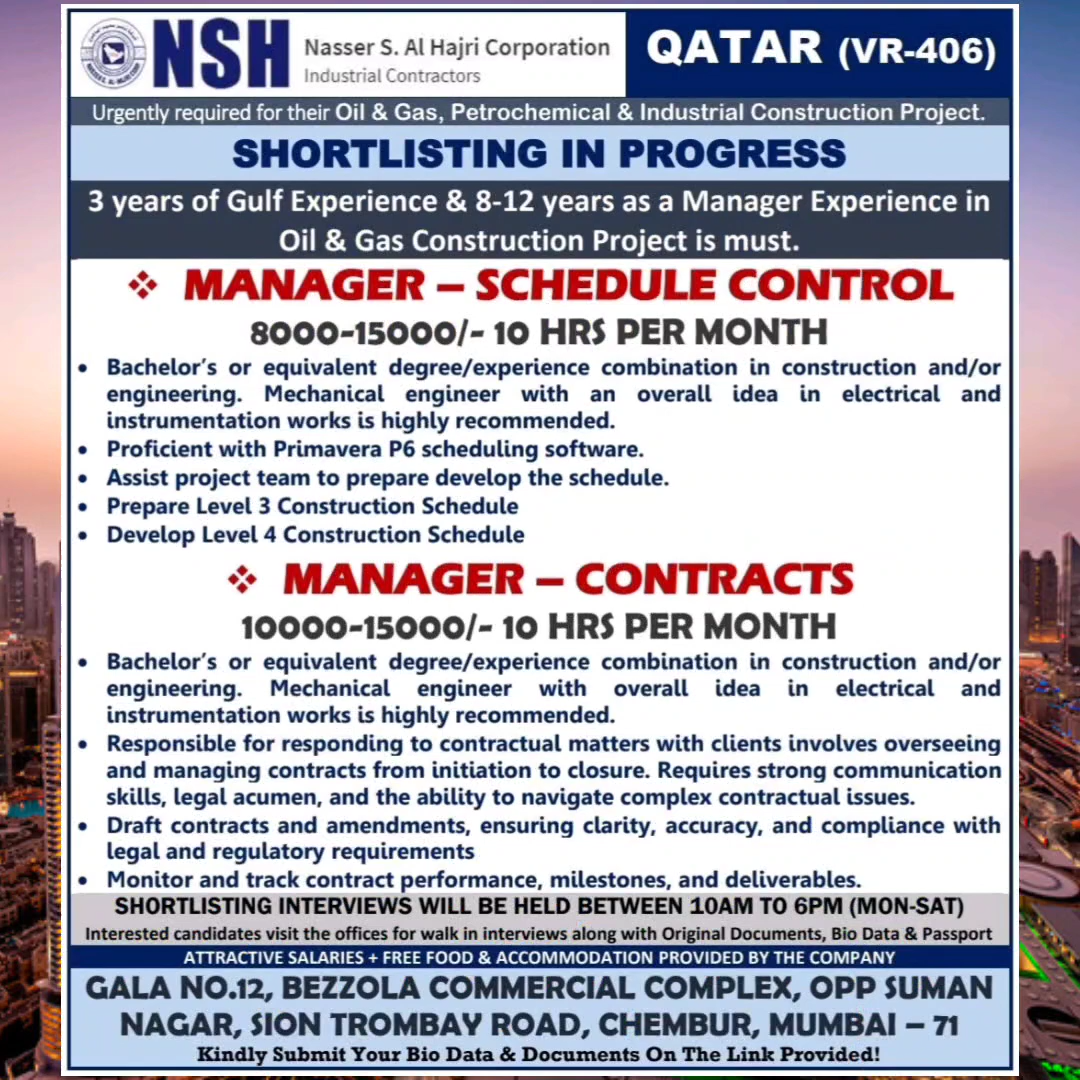 NSH
Nasser S. Al Hajri Corporation
Industrial Contractors
QATAR (VR-406)
Urgently required for their Oil & Gas, Petrochemical & Industrial Construction Project.
SHORTLISTING IN PROGRESS
3 years of Gulf Experience & 8-12 years as a Manager Experience in
Oil & Gas Construction Project is must.
❖ MANAGER – SCHEDULE CONTROL
8000-15000/- 10 HRS PER MONTH
• Bachelor's or equivalent degree/experience combination in construction and/or
engineering. Mechanical engineer with an overall idea in electrical and
instrumentation works is highly recommended.
• Proficient with Primavera P6 scheduling software.
• Assist project team to prepare develop the schedule.
• Prepare Level 3 Construction Schedule
• Develop Level 4 Construction Schedule
❖ MANAGER – CONTRACTS
10000-15000/- 10 HRS PER MONTH
• Bachelor's or equivalent degree/experience combination in construction and/or
engineering. Mechanical engineer with overall idea in electrical and
instrumentation works is highly recommended.
• Responsible for responding to contractual matters with clients involves overseeing
and managing contracts from initiation to closure. Requires strong communication
skills, legal acumen, and the ability to navigate complex contractual issues.
• Draft contracts and amendments, ensuring clarity, accuracy, and compliance with
legal and regulatory requirements
• Monitor and track contract performance, milestones, and deliverables.
SHORTLISTING INTERVIEWS WILL BE HELD BETWEEN 10AM TO 6PM (MON-SAT)
Interested candidates visit the offices for walk in interviews along with Original Documents, Bio Data & Passport
ATTRACTIVE SALARIES + FREE FOOD & ACCOMMODATION PROVIDED BY THE COMPANY
GALA NO.12, BEZZOLA COMMERCIAL COMPLEX, OPP SUMAN
NAGAR, SION TROMBAY ROAD, CHEMBUR, MUMBAI – 71
Kindly Submit Your Bio Data & Documents On The Link Provided!